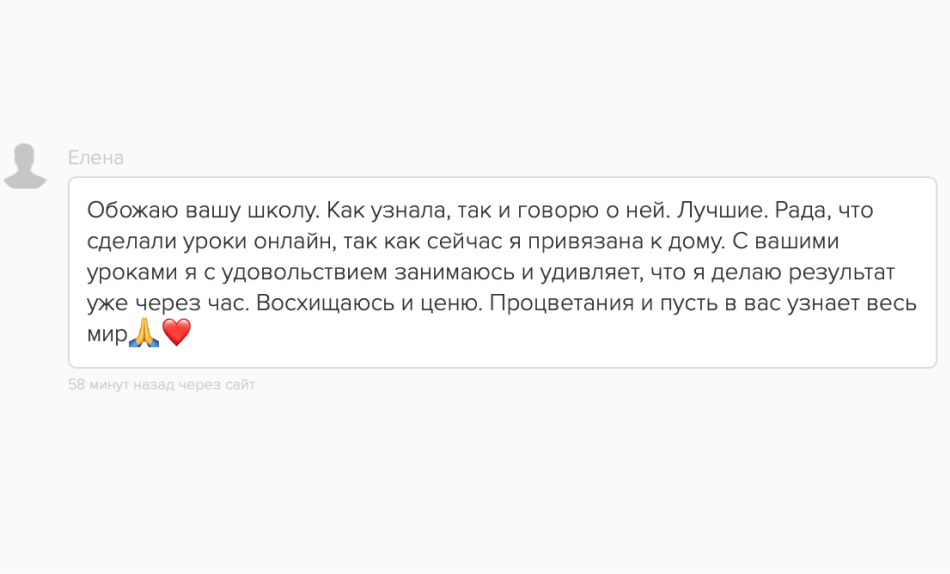 Елена
Обожаю вашу школу. Как узнала, так и говорю о ней. Лучшие. Рада, что
сделали уроки онлайн, так как сейчас я привязана к дому. С вашими
уроками я с удовольствием занимаюсь и удивляет, что я делаю результат
уже через час. Восхищаюсь и ценю. Процветания и пусть в вас узнает весь
мир🙏❤️
58 минут назад через сайт